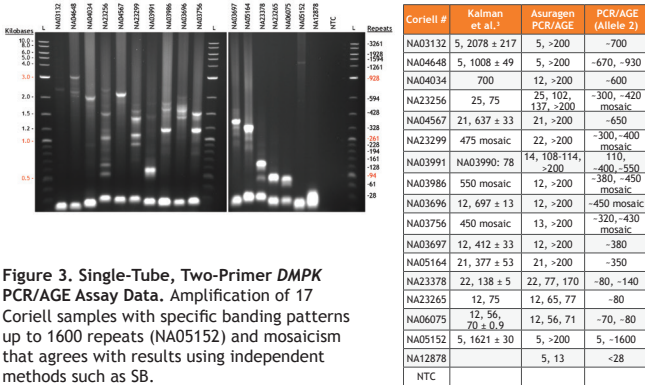 Kilobases
L
NA03132
NA04648
NA04034
NA23256
NA04567
NA23299
NA03991
NA03986
NA03696
NA03756
L
NA03697
NA05164
NA23378
NA23265
NA06075
NA05152
NA12878
NTC
L
Repeats
10.0
8.0
6.0
5.0
4.0
3.0
2.0
1.5
1.2
1.0
0.5
-3261
-1928
-1594
-1261
-928
-594
-428
-328
-261
-228
-194
-161
-128
-94
-61
-28
Figure 3. Single-Tube, Two-Primer DMPK
PCR/AGE Assay Data. Amplification of 17
Coriell samples with specific banding patterns
up to 1600 repeats (NA05152) and mosaicism
that agrees with results using independent
methods such as SB.
Coriell # Kalman et al.³ Asuragen PCR/AGE PCR/AGE (Allele 2)
NA03132 5, 2078 ± 217 5, >200 ~700
NA04648 5, 1008 ± 49 5, >200 ~670, ~930
NA04034 700 12, >200 ~600
NA23256 25, 75 25, 102, 137, >200 ~300, ~420 mosaic
NA04567 21, 637 ± 33 21, >200 ~650
NA23299 475 mosaic 22, >200 ~300,~400 mosaic
NA03991 NA03990: 78 14, 108-114, >200 110, ~400,~550
NA03986 550 mosaic 12, >200 ~380, ~450 mosaic
NA03696 12, 697 ± 13 12, >200 ~450 mosaic
NA03756 450 mosaic 13, >200 ~320,~430 mosaic
NA03697 12, 412 ± 33 12, >200 ~380
NA05164 21, 377 ± 53 21, >200 ~350
NA23378 22, 138 ± 5 22, 77, 170 ~80, ~140
NA23265 12, 75 12, 65, 77 ~80
NA06075 12, 56, 70 ± 0.9 12, 56, 71 ~70, ~80
NA05152 5, 1621 ± 30 5, >200 5, ~1600
NA12878 5, 13 <28
NTC